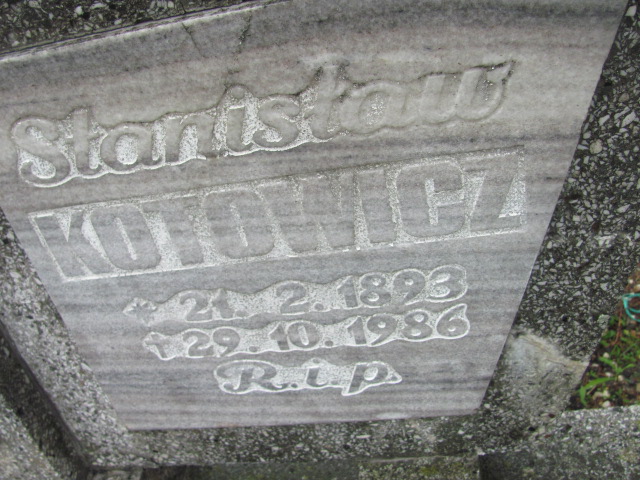 Stanisław
KOTOWICZ
* 21. 2. 1893
† 29. 10. 1986
R.i.p.